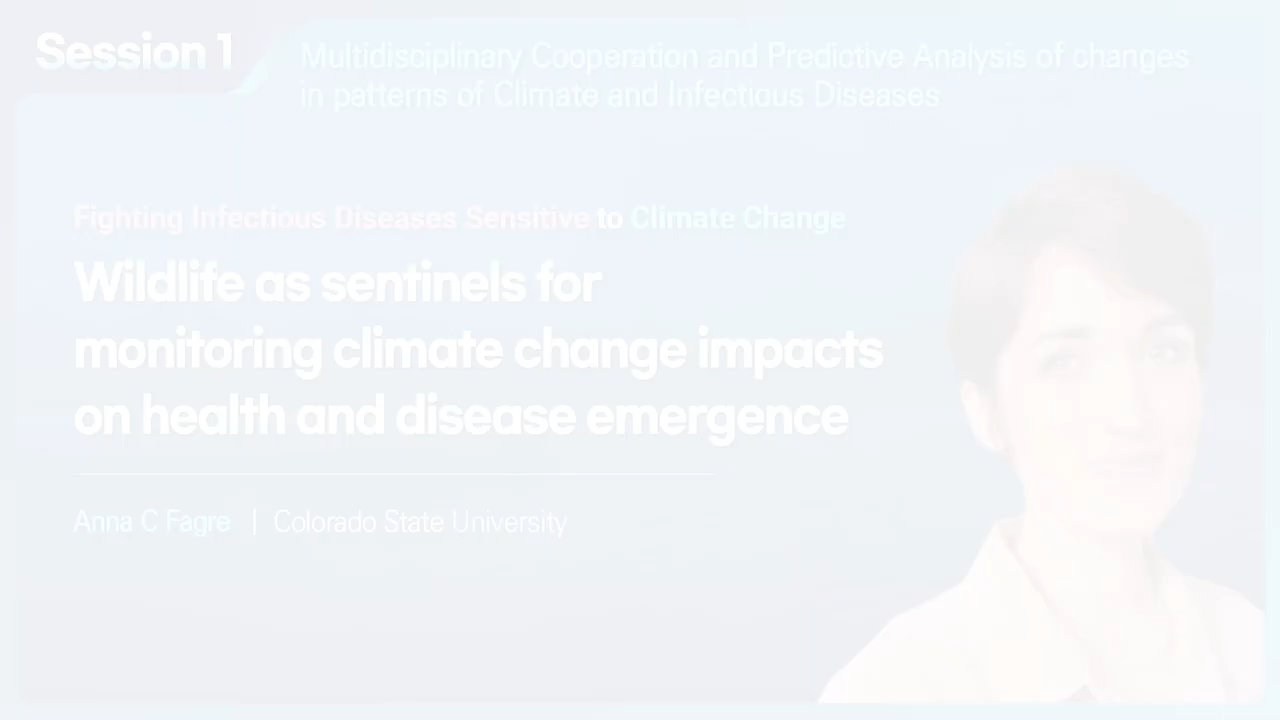 Session 1
Multidisciplinary Cooperation and Predictive Analysis of changes
in patterns of Climate and Infectious Diseases
Fighting Infectious Diseases Sensitive to Climate Change
Wildlife as sentinels for
monitoring climate change impacts
on health and disease emergence
Anna C Fagre | Colorado State University